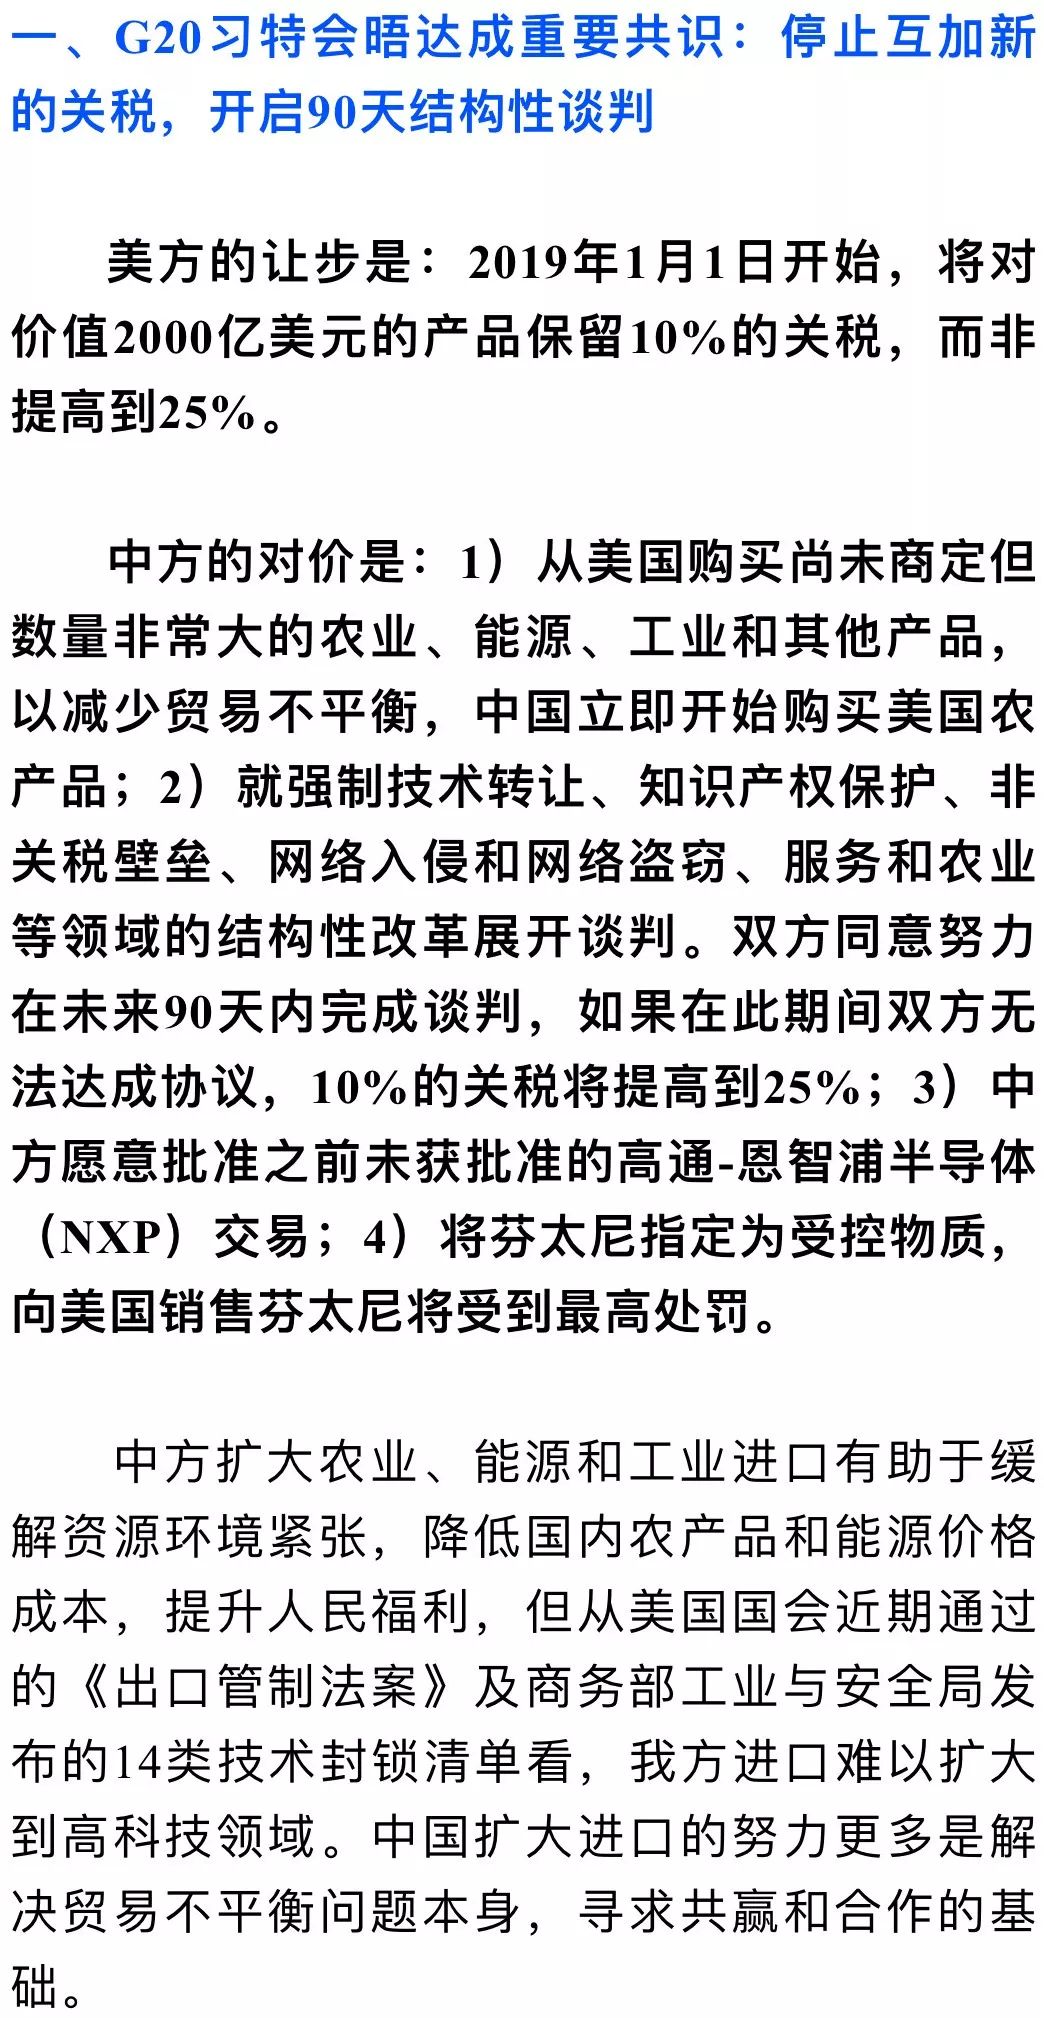 一、G20习特会晤达成重要共识：停止互加新
的关税，开启90天结构性谈判
美方的让步是：2019年1月1日开始，将对
价值2000亿美元的产品保留10%的关税，而非
提高到25%。
中方的对价是：1）从美国购买尚未商定但
数量非常大的农业、能源、工业和其他产品，
以减少贸易不平衡，中国立即开始购买美国农
产品；2）就强制技术转让、知识产权保护、非
关税壁垒、网络入侵和网络盗窃、服务和农业
等领域的结构性改革展开谈判。双方同意努力
在未来90天内完成谈判，如果在此期间双方无
法达成协议，10%的关税将提高到25%；3）中
方愿意批准之前未获批准的高通-恩智浦半导体
（NXP）交易；4）将芬太尼指定为受控物质，
向美国销售芬太尼将受到最高处罚。
中方扩大农业、能源和工业进口有助于缓
解资源环境紧张，降低国内农产品和能源价格
成本，提升人民福利，但从美国国会近期通过
的《出口管制法案》及商务部工业与安全局发
布的14类技术封锁清单看，我方进口难以扩大
到高科技领域。中国扩大进口的努力更多是解
决贸易不平衡问题本身，寻求共赢和合作的基
础。